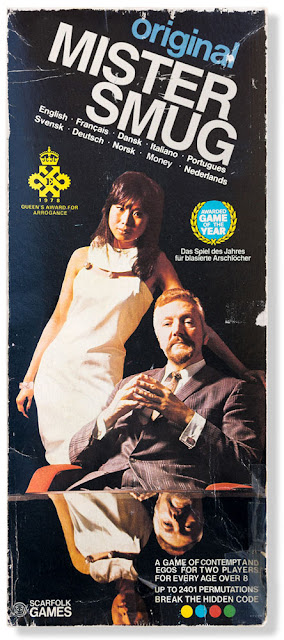 original
MISTER
SMUG
English · Français · Dansk · Italiano · Portugues
Svensk · Deutsch · Norsk · Money · Nederlands
1978
QUEEN'S AWARD FOR
ARROGANCE
AWARDED
GAME
OF THE
YEAR
Das Spiel des Jahres
für blasierte Arschlöcher
A GAME OF CONTEMPT AND
EGOS FOR TWO PLAYERS
FOR EVERY AGE OVER 8
UP TO 2401 PERMUTATIONS
BREAK THE HIDDEN CODE
SCARFOLK
GAMES